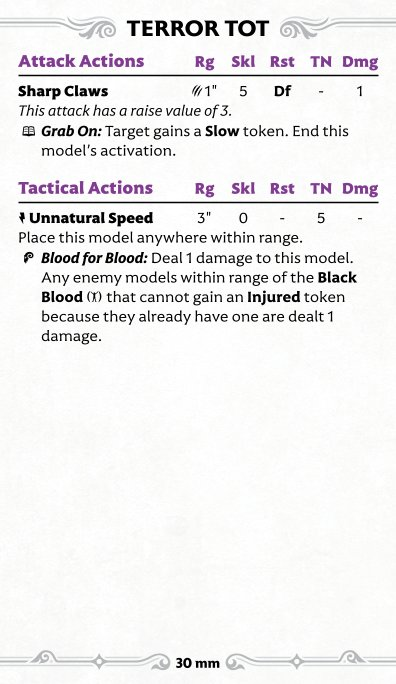 TERROR TOT
Attack Actions Rg Skl Rst TN Dmg
Sharp Claws 1" 5 Df - 1
This attack has a raise value of 3.
Grab On: Target gains a Slow token. End this
model's activation.
Tactical Actions Rg Skl Rst TN Dmg
Unnatural Speed 3" 0 - 5 -
Place this model anywhere within range.
Blood for Blood: Deal 1 damage to this model.
Any enemy models within range of the Black
Blood that cannot gain an Injured token
because they already have one are dealt 1
damage.
30 mm